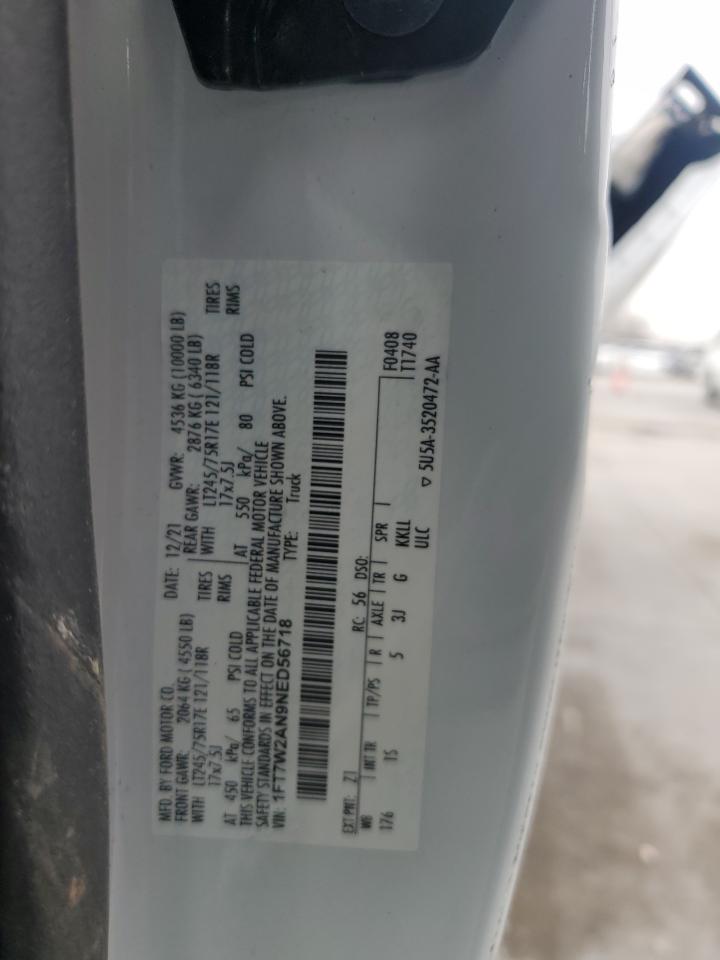 MFD. BY FORD MOTOR CO.
DATE: 12/21 GVWR: 4536 KG (10000 LB)
FRONT GAWR: 2064 KG ( 4550 LB) REAR GAWR: 2876 KG ( 6340 LB)
WITH LT245/75R17E 121/118R TIRES WITH LT245/75R17E 121/118R TIRES
17x7.5J RIMS 17x7.5J RIMS
AT 450 kPa/ 65 PSI COLD AT 550 kPa/ 80 PSI COLD
THIS VEHICLE CONFORMS TO ALL APPLICABLE FEDERAL MOTOR VEHICLE
SAFETY STANDARDS IN EFFECT ON THE DATE OF MANUFACTURE SHOWN ABOVE.
VIN: 1FT7W2AN9NED56718 TYPE: Truck
EXT PNT: Z1 RC: 56 DSO:
WB INT TR TP/PS R AXLE TR SPR F0408
176 IS 5 3J G KKLL T1740
ULC
▽ 5U5A-3520472-AA